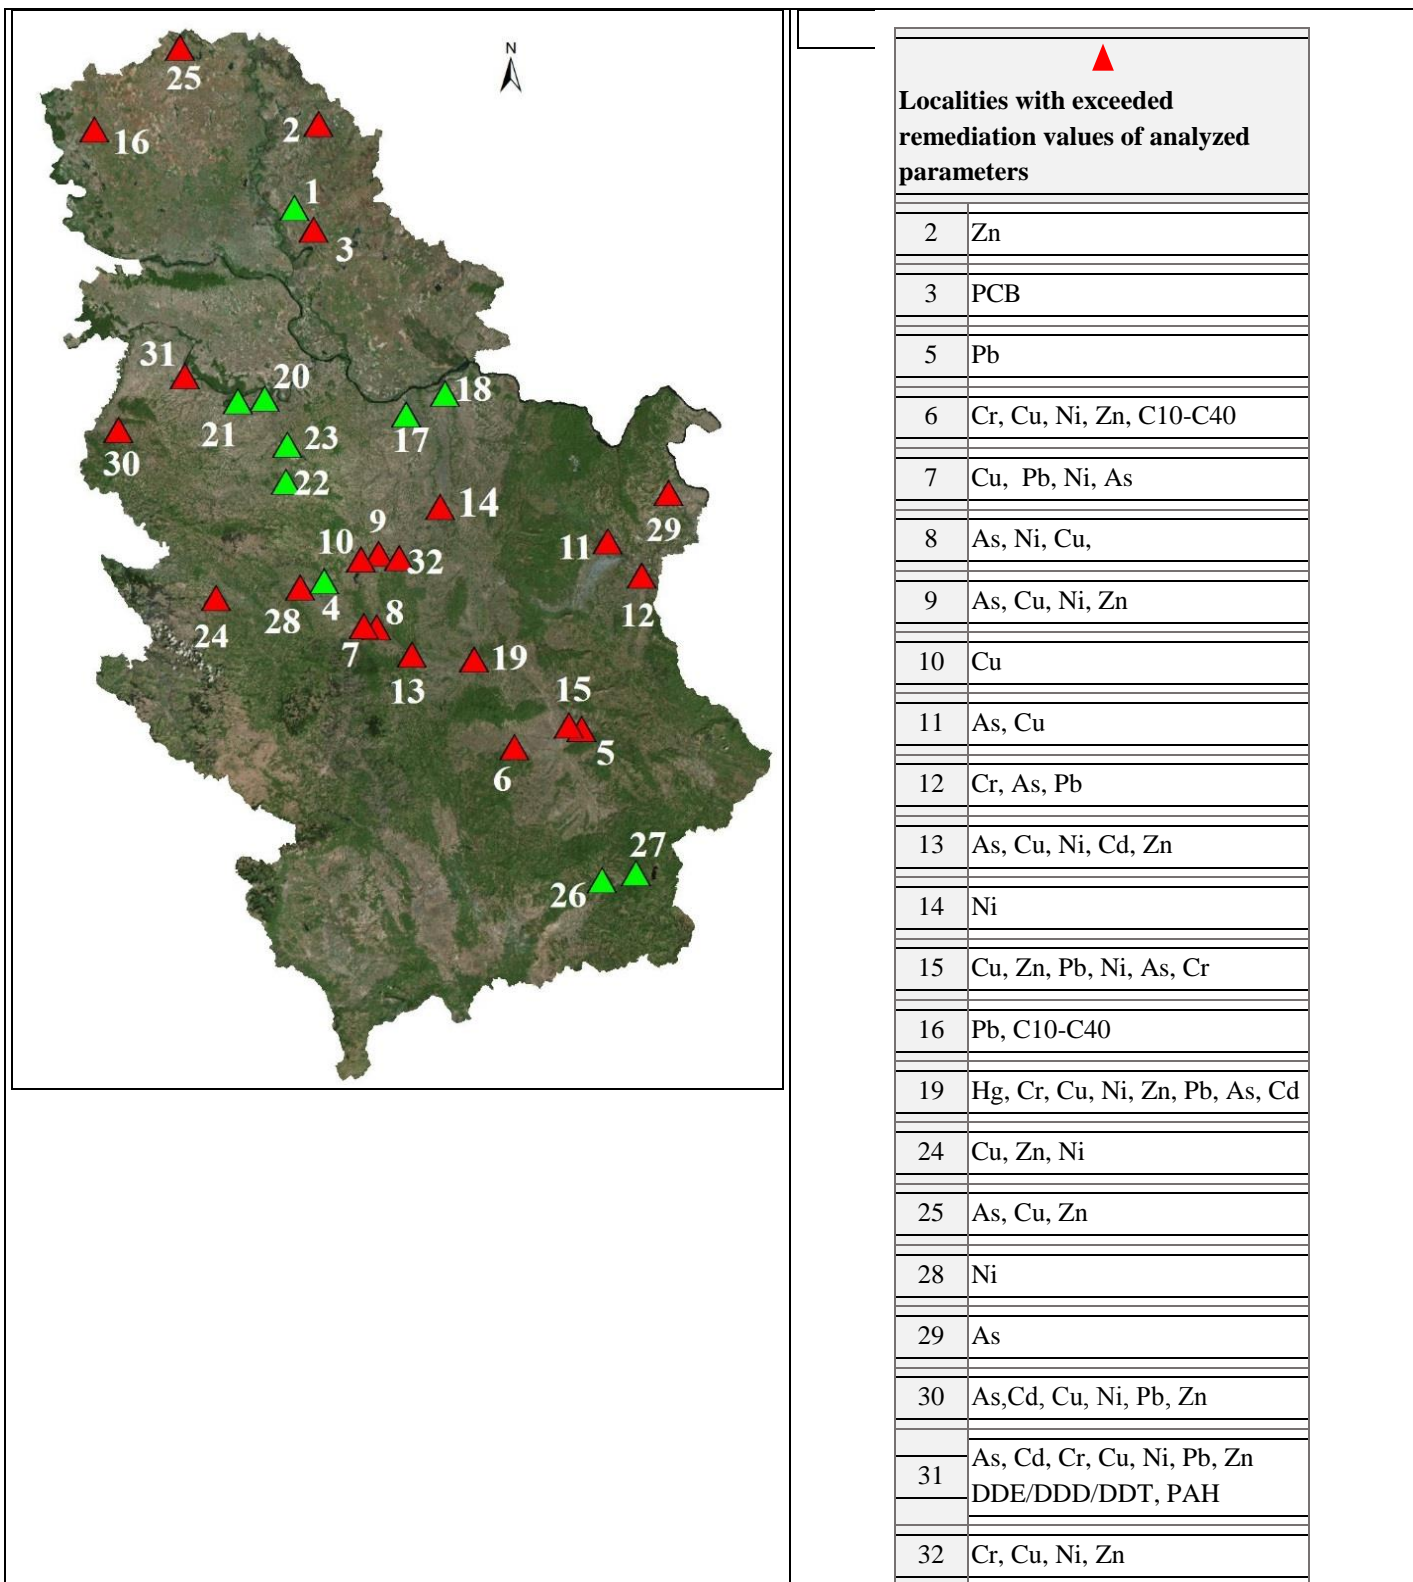 N
25
2
16
1
3
31
20
18
21
17
23
30
22
14
29
9
10
11
32
12
28
4
24
8
7
19
13
15
5
6
27
26
Localities with exceeded
remediation values of analyzed
parameters
2 Zn
3 PCB
5 Pb
6 Cr, Cu, Ni, Zn, C10-C40
7 Cu, Pb, Ni, As
8 As, Ni, Cu,
9 As, Cu, Ni, Zn
10 Cu
11 As, Cu
12 Cr, As, Pb
13 As, Cu, Ni, Cd, Zn
14 Ni
15 Cu, Zn, Pb, Ni, As, Cr
16 Pb, C10-C40
19 Hg, Cr, Cu, Ni, Zn, Pb, As, Cd
24 Cu, Zn, Ni
25 As, Cu, Zn
28 Ni
29 As
30 As,Cd, Cu, Ni, Pb, Zn
31 As, Cd, Cr, Cu, Ni, Pb, Zn
DDE/DDD/DDT, PAH
32 Cr, Cu, Ni, Zn